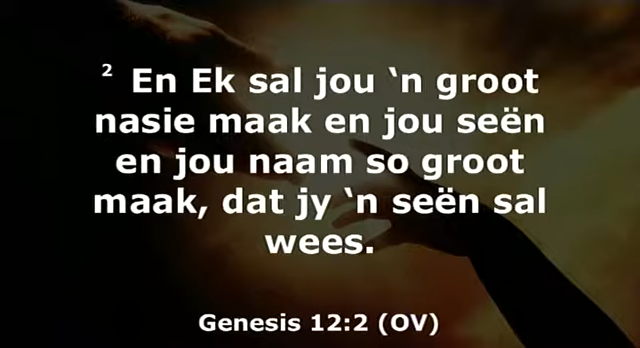 2 En Ek sal jou ‘n groot
nasie maak en jou seën
en jou naam so groot
maak, dat jy ‘n seën sal
wees.
Genesis 12:2 (OV)